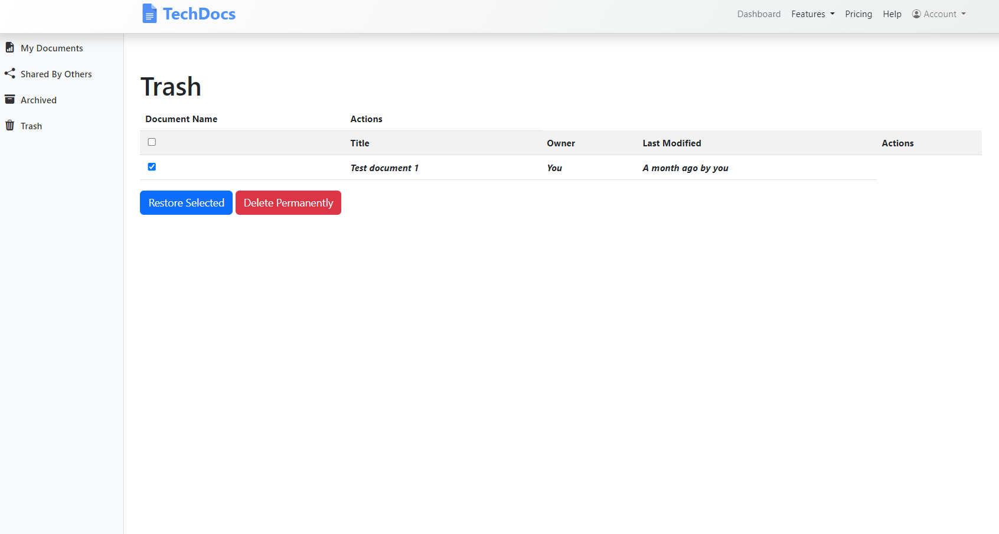 TechDocs
Dashboard Features Pricing Help Account
My Documents
Shared By Others
Archived
Trash
Trash
Document Name Actions
Title Owner Last Modified Actions
Test document 1 You A month ago by you
Restore Selected Delete Permanently